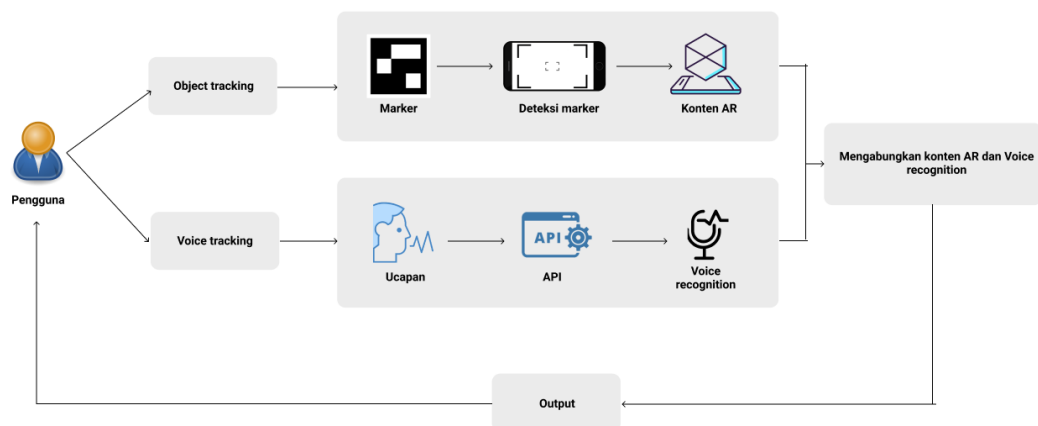 Object tracking
Marker
Deteksi marker
Konten AR
Pengguna
Mengabungkan konten AR dan Voice
recognition
Voice tracking
Ucapan
API
API
Voice
recognition
Output